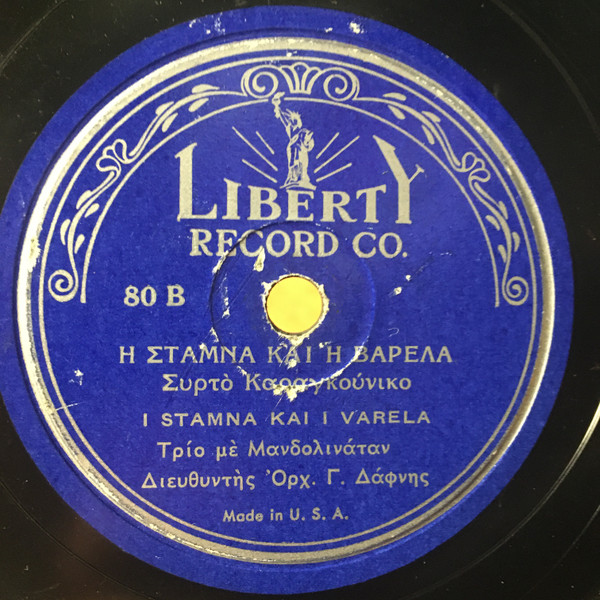 LIBERTY
RECORD CO.
80 B
Η ΣΤΑΜΝΑ ΚΑΙ Ή ΒΑΡΕΛΑ
Συρτὸ Καραγκούνικο
I STAMNA KAI I VARELA
Τρίο μὲ Μανδολινάταν
Διευθυντὴς Ὀρχ. Γ. Δάφνης
Made in U. S. A.